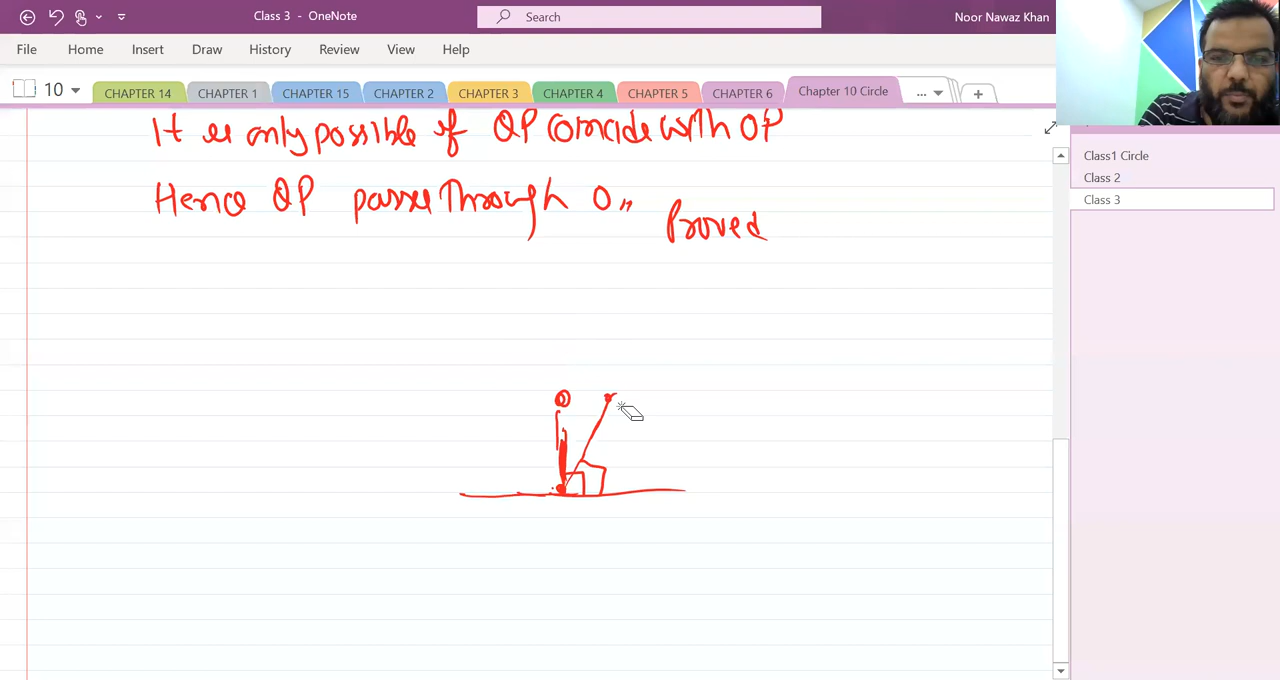 Class 3 - OneNote
Search
Noor Nawaz Khan
File Home Insert Draw History Review View Help
10 CHAPTER 14 CHAPTER 1 CHAPTER 15 CHAPTER 2 CHAPTER 3 CHAPTER 4 CHAPTER 5 CHAPTER 6 Chapter 10 Circle ... +
It is only possible if QP coincide with OP
Hence QP passes through O,,
Proved
O
Class1 Circle
Class 2
Class 3